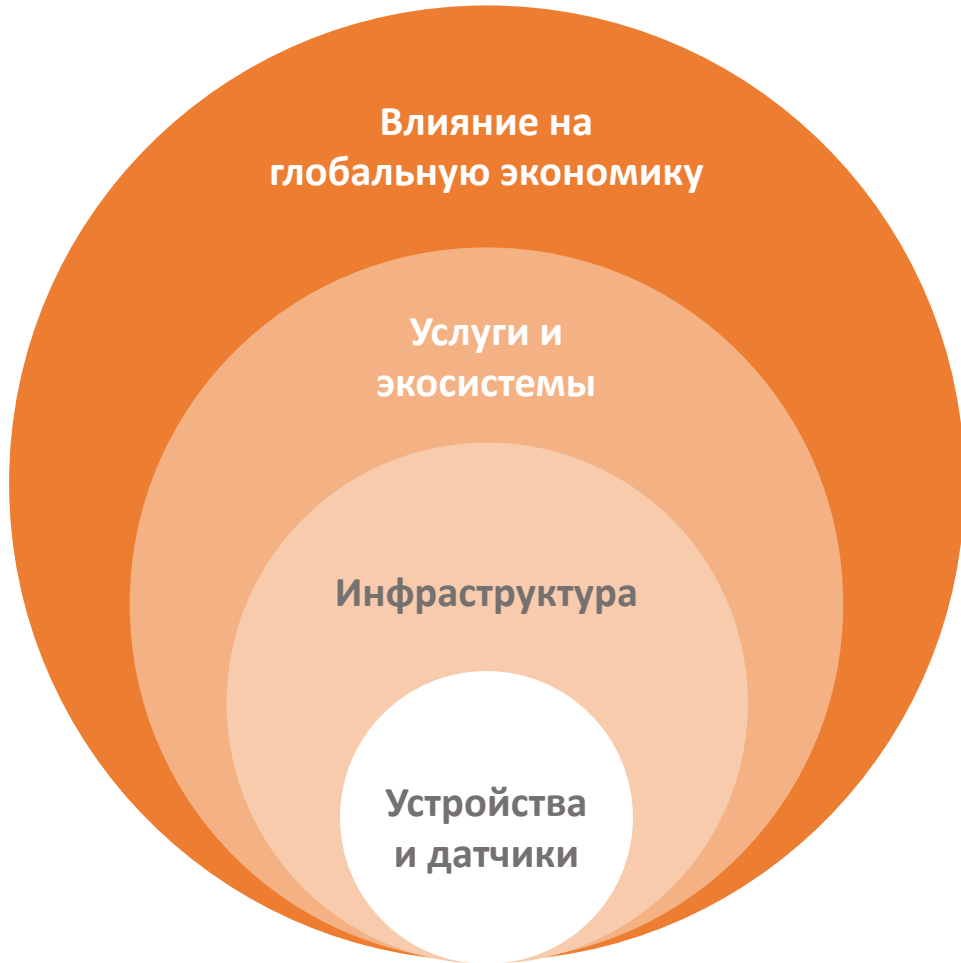 Влияние на
глобальную экономику
Услуги и
экосистемы
Инфраструктура
Устройства
и датчики